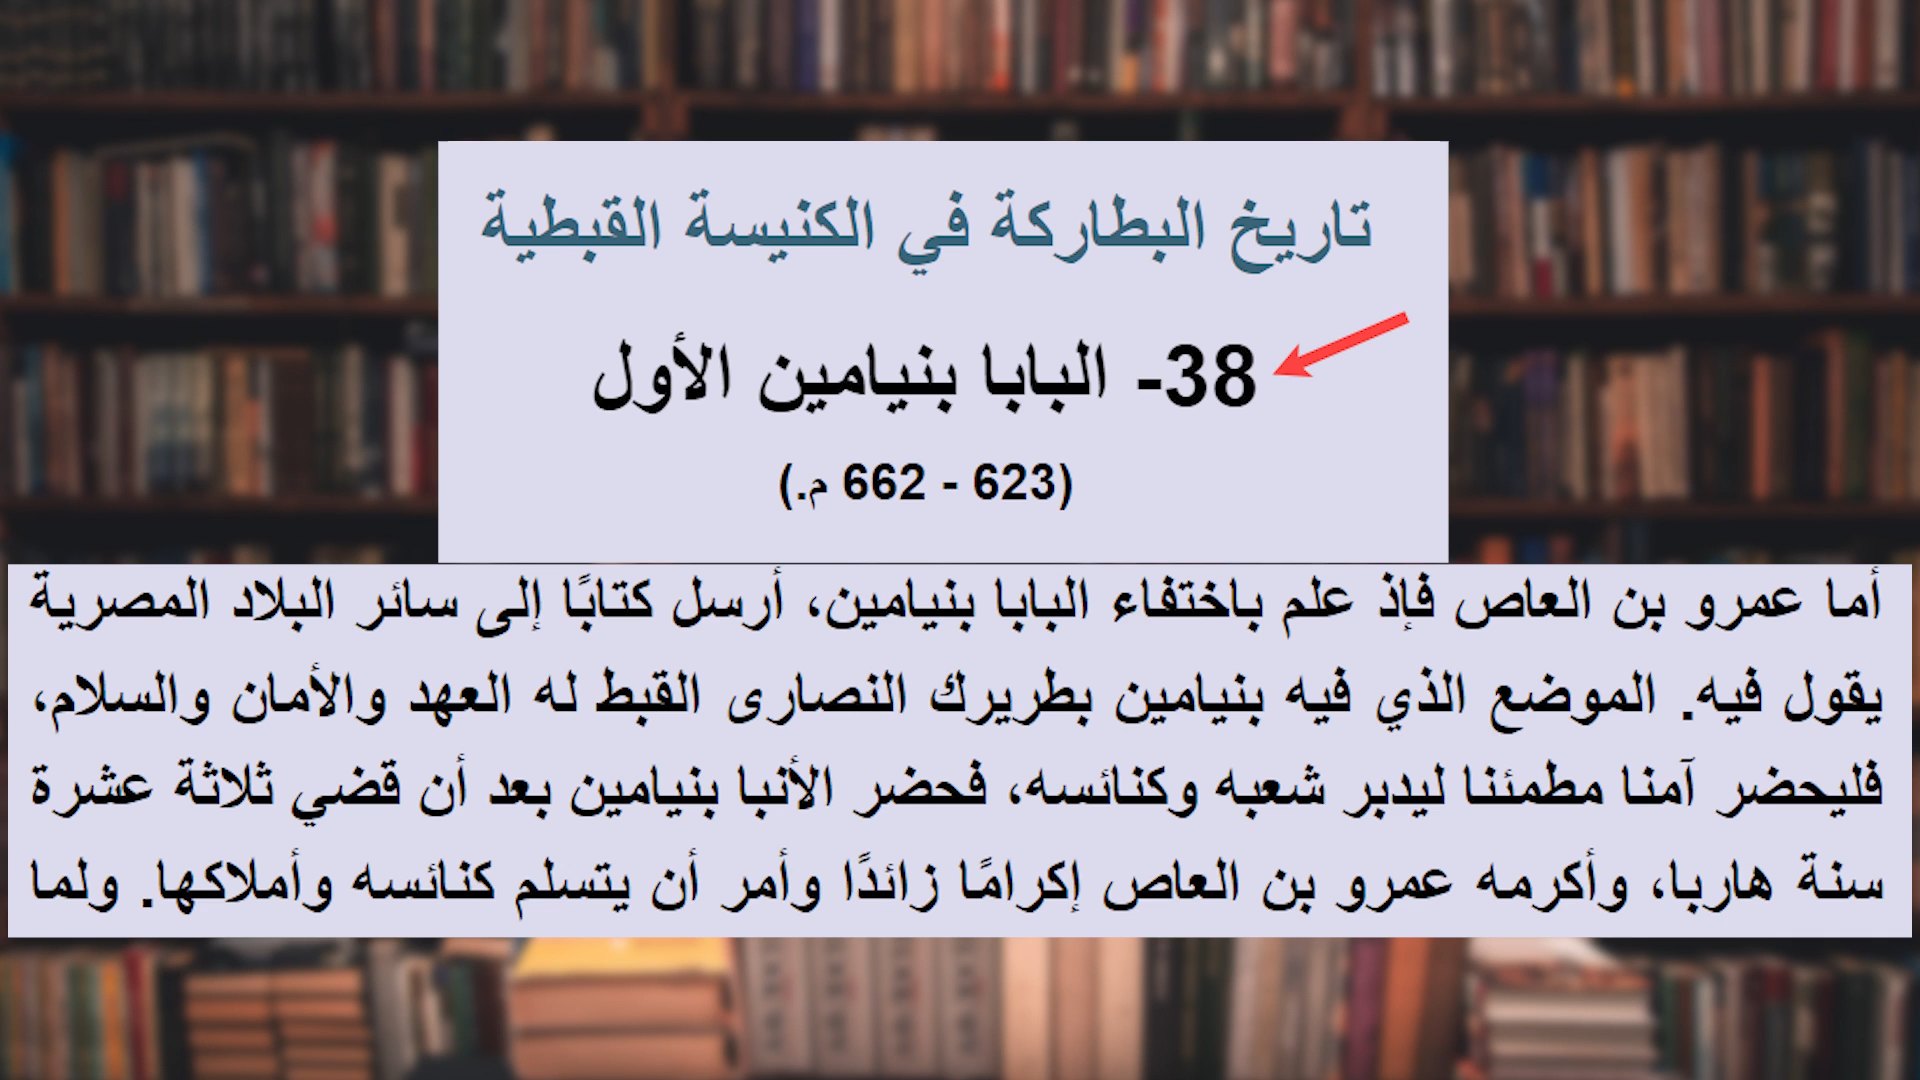 تاريخ البطاركة في الكنيسة القبطية
38- البابا بنيامين الأول
(623 - 662 م.)
أما عمرو بن العاص فإذ علم باختفاء البابا بنيامين، أرسل كتابًا إلى سائر البلاد المصرية
يقول فيه. الموضع الذي فيه بنيامين بطريرك النصارى القبط له العهد والأمان والسلام،
فليحضر آمنا مطمئنا ليدبر شعبه وكنائسه، فحضر الأنبا بنيامين بعد أن قضي ثلاثة عشرة
سنة هاربا، وأكرمه عمرو بن العاص إكرامًا زائدًا وأمر أن يتسلم كنائسه وأملاكها. ولما